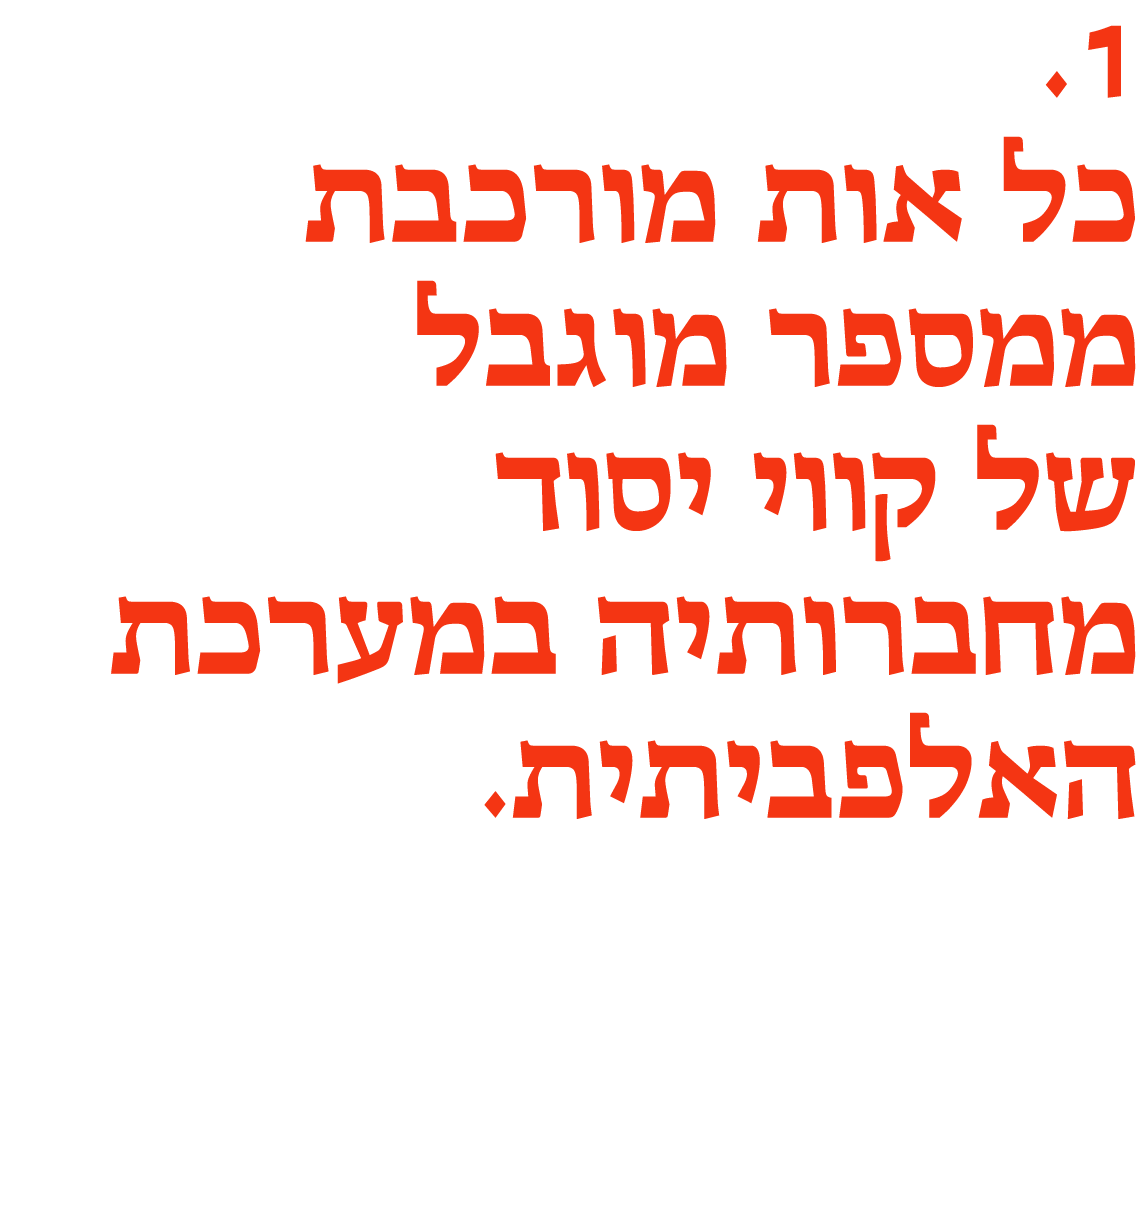 1.
כל אות מורכבת
ממספר מוגבל
של קווי יסוד
מחברותיה במערכת
האלפביתית.